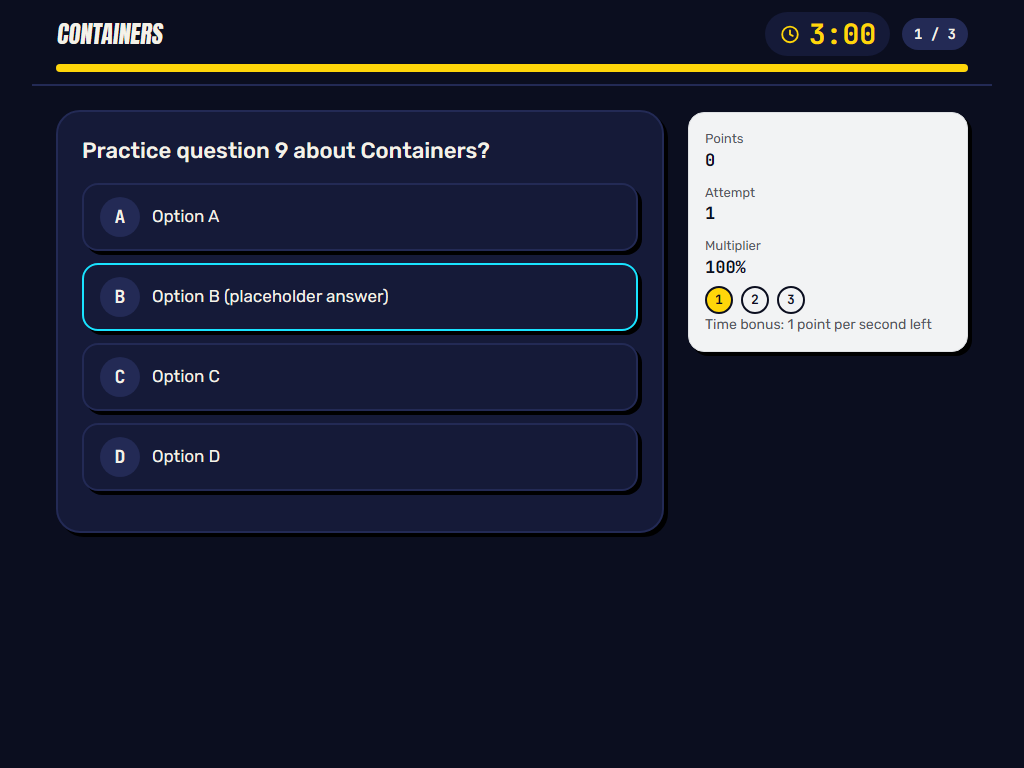 CONTAINERS
3:00
1 / 3
Practice question 9 about Containers?
A Option A
B Option B (placeholder answer)
C Option C
D Option D
Points
0
Attempt
1
Multiplier
100%
1 2 3
Time bonus: 1 point per second left